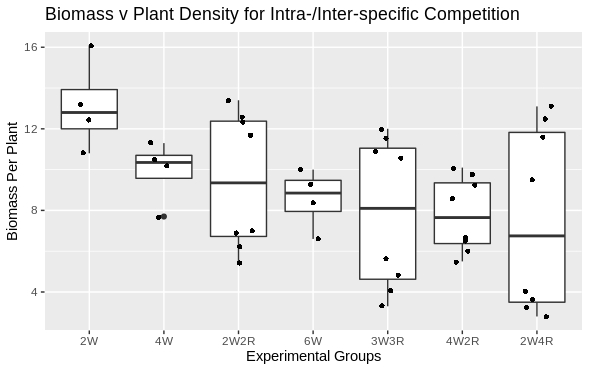 Biomass v Plant Density for Intra-/Inter-specific Competition
16
12
8
4
Biomass Per Plant
2W 4W 2W2R 6W 3W3R 4W2R 2W4R
Experimental Groups